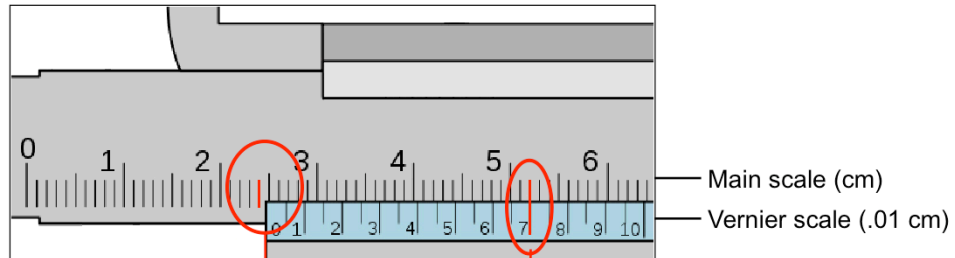 0 1 2 3 4 5 6
Main scale (cm)
0 1 2 3 4 5 6 7 8 9 10
Vernier scale (.01 cm)